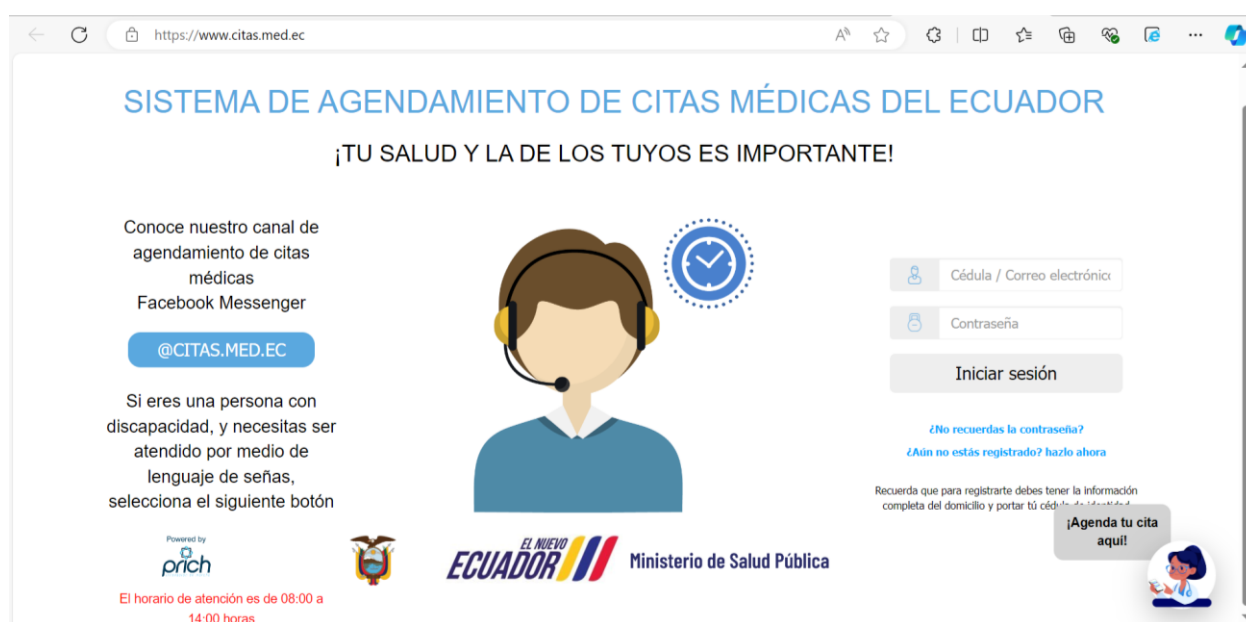 https://www.citas.med.ec
SISTEMA DE AGENDAMIENTO DE CITAS MÉDICAS DEL ECUADOR
¡TU SALUD Y LA DE LOS TUYOS ES IMPORTANTE!
Conoce nuestro canal de
agendamiento de citas
médicas
Facebook Messenger
@CITAS.MED.EC
Si eres una persona con
discapacidad, y necesitas ser
atendido por medio de
lenguaje de señas,
selecciona el siguiente botón
Powered by
prich
El horario de atención es de 08:00 a
14:00 horas
EL NUEVO
ECUADOR
Ministerio de Salud Pública
Cédula / Correo electrónico
Contraseña
Iniciar sesión
¿No recuerdas la contraseña?
¿Aún no estás registrado? hazlo ahora
Recuerda que para registrarte debes tener la información
completa del domicilio y portar tú cédula de identidad
¡Agenda tu cita
aquí!